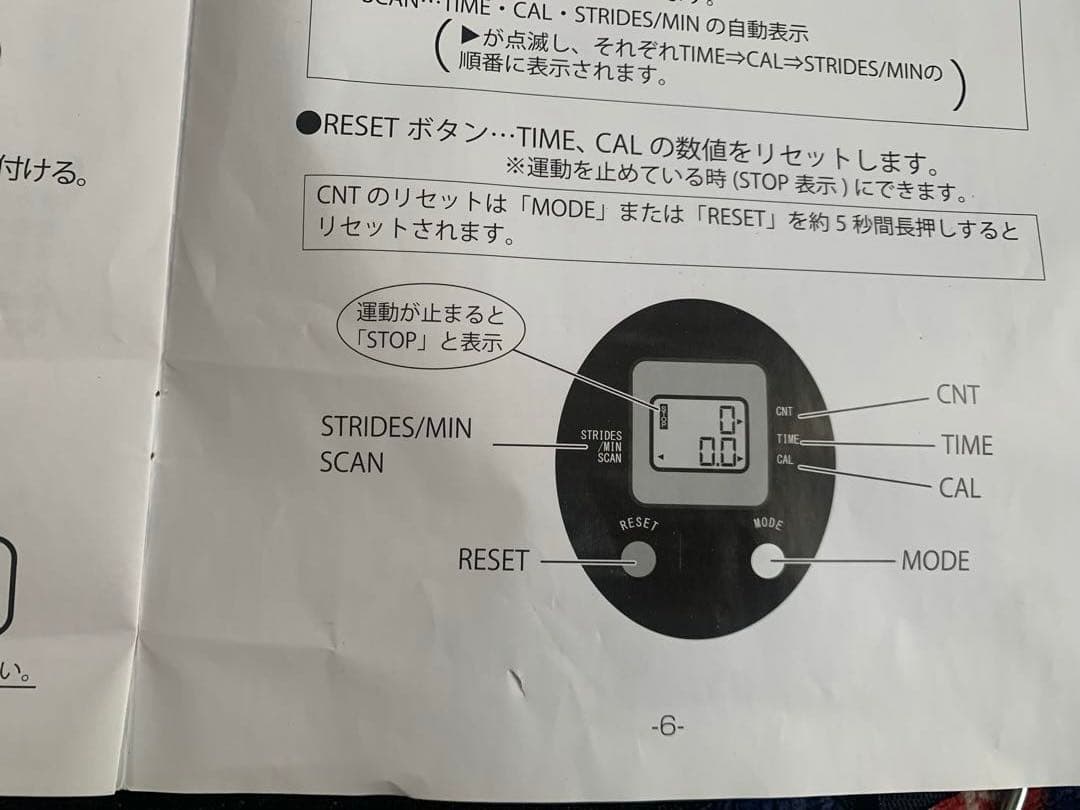 付ける。
い。
SCAN…TIME・CAL・STRIDES/MIN の自動表示
(▶が点滅し、それぞれTIME⇒CAL⇒STRIDES/MINの
順番に表示されます。)
●RESET ボタン…TIME、CAL の数値をリセットします。
※運動を止めている時 (STOP 表示 ) にできます。
CNT のリセットは「MODE」または「RESET」を約 5 秒間長押しすると
リセットされます。
運動が止まると
「STOP」と表示
STRIDES/MIN
SCAN
STRIDES
/MIN
SCAN
STOP
0
0.0
CNT
TIME
CAL
CNT
TIME
CAL
RESET
MODE
RESET
MODE
-6-